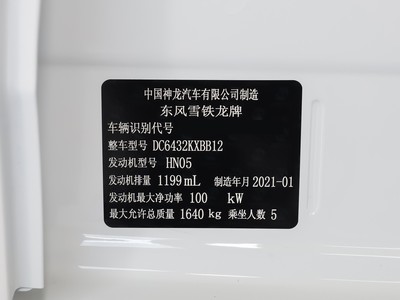 中国神龙汽车有限公司制造
东风雪铁龙牌
车辆识别代号
整车型号 DC6432KXBB12
发动机型号 HN05
发动机排量 1199 mL 制造年月 2021-01
发动机最大净功率 100 kW
最大允许总质量 1640 kg 乘坐人数 5